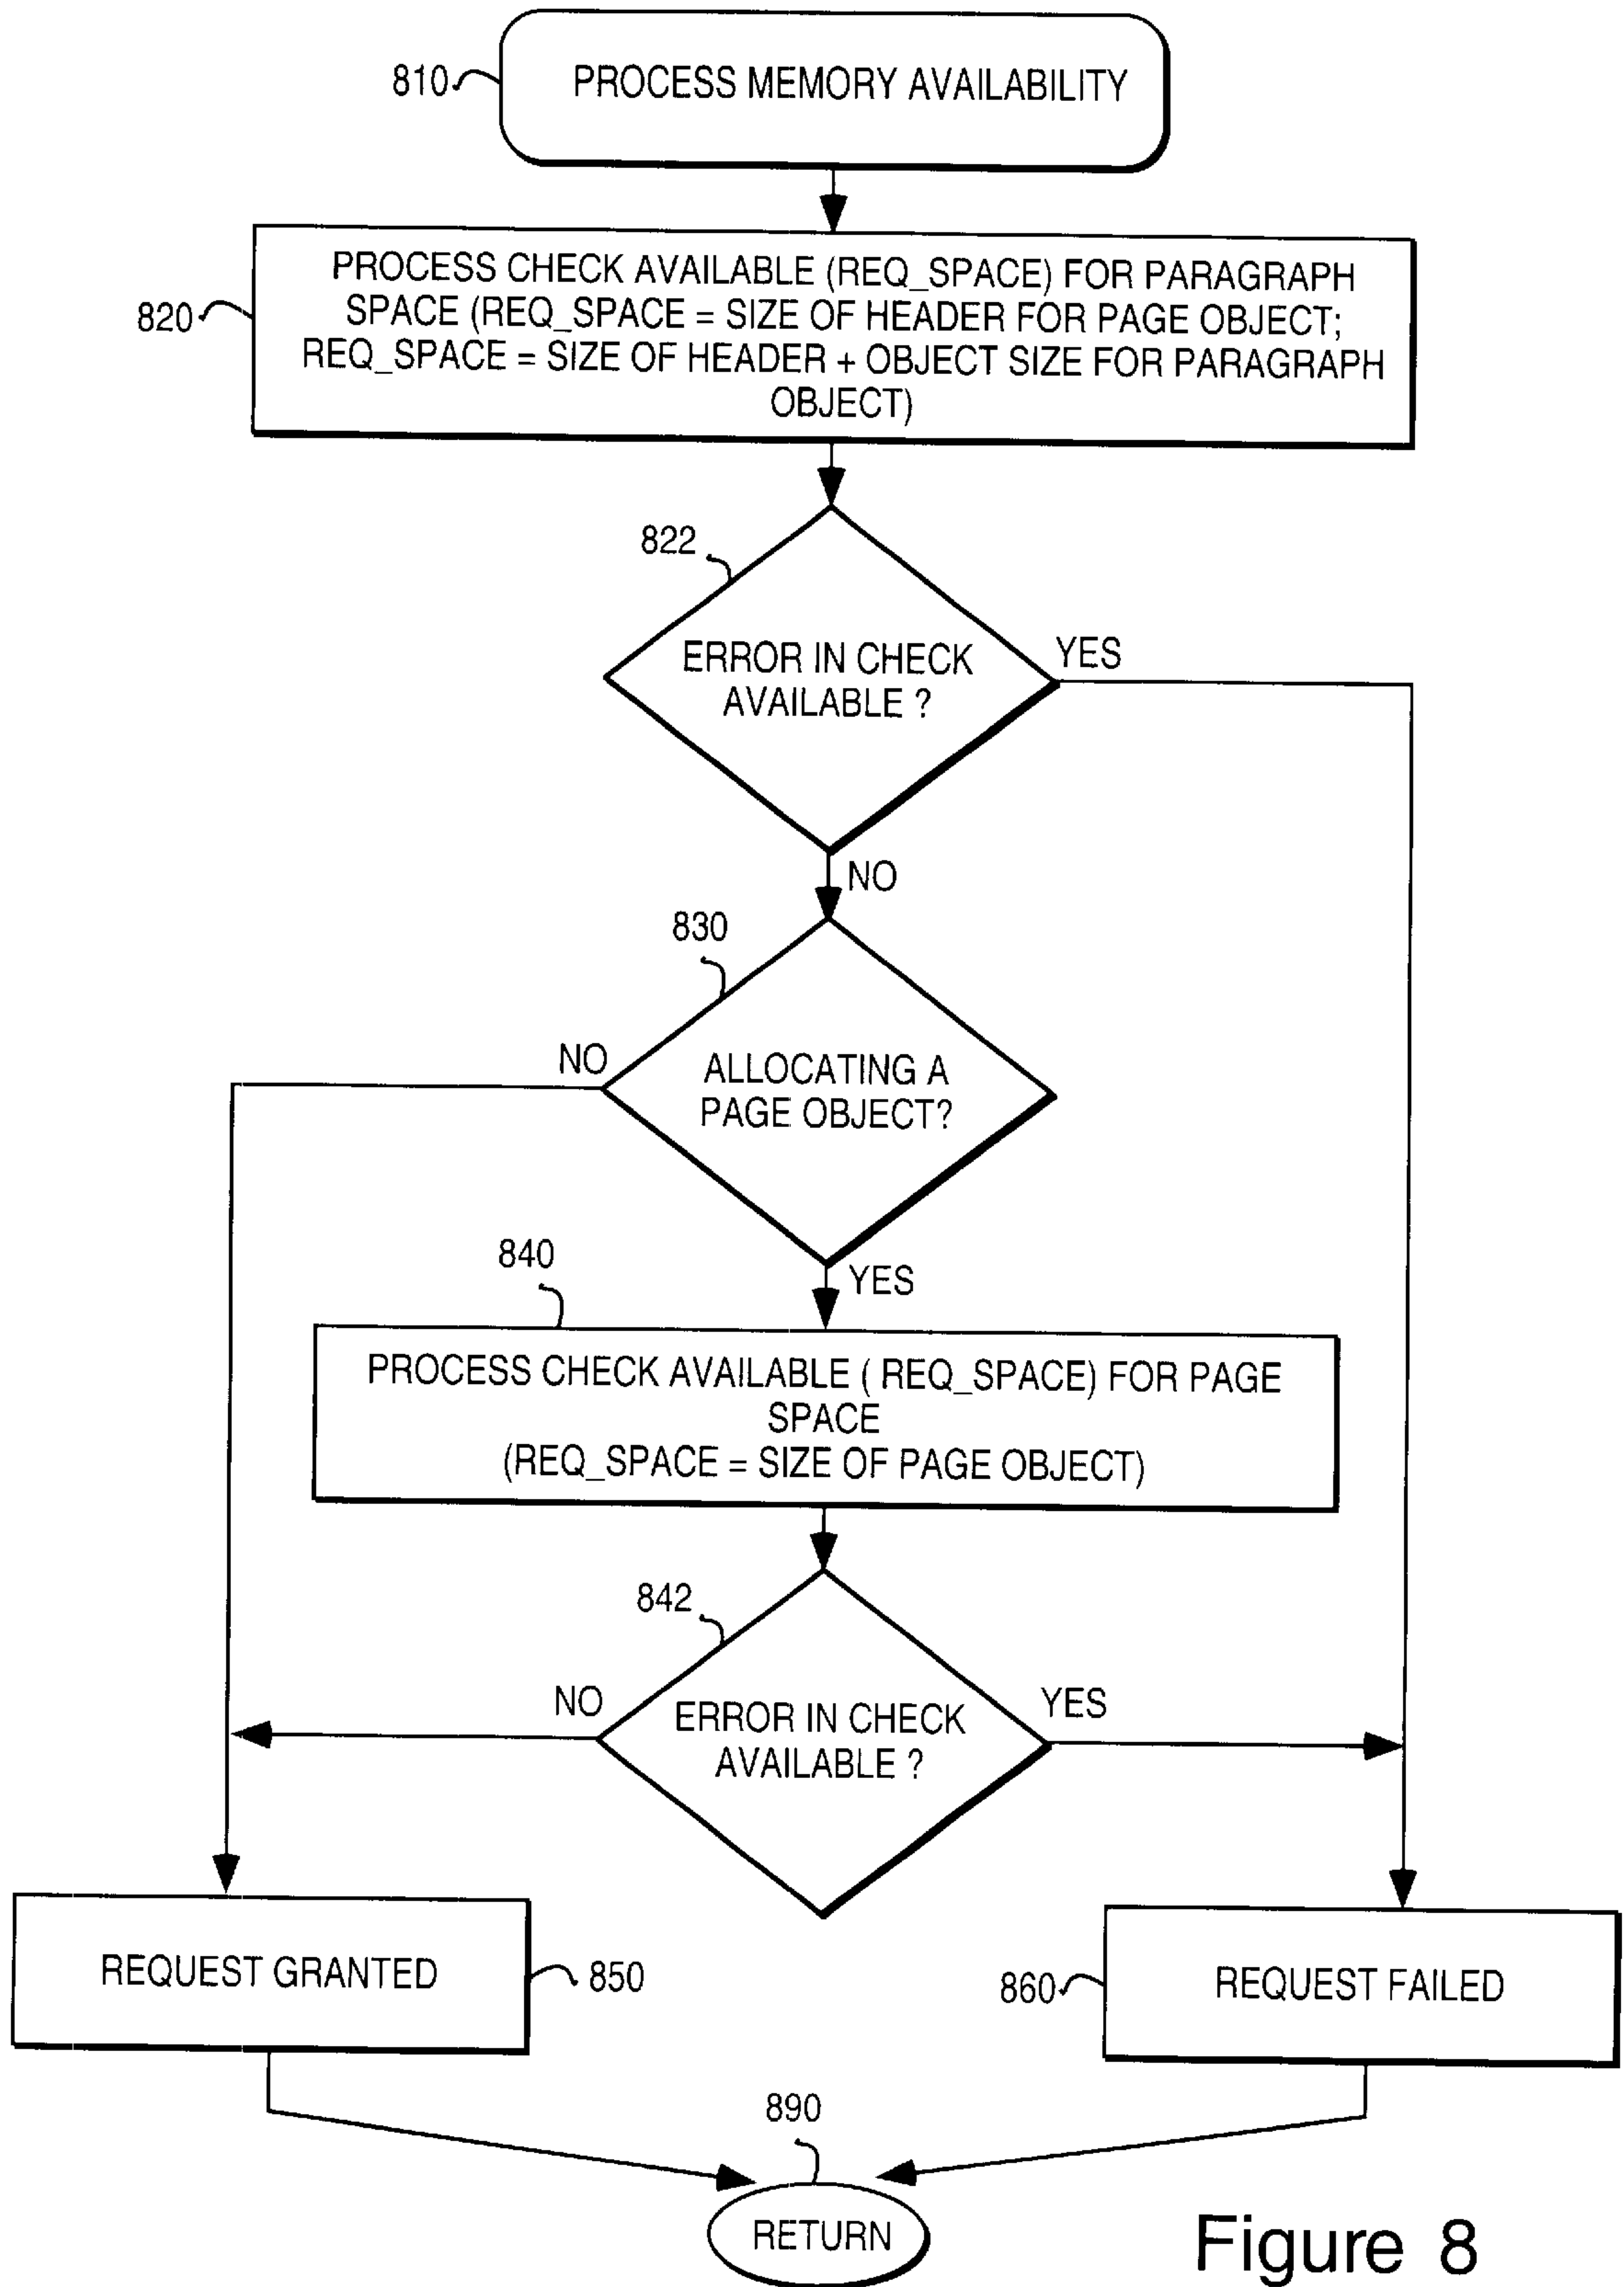 810
PROCESS MEMORY AVAILABILITY
820
PROCESS CHECK AVAILABLE (REQ_SPACE) FOR PARAGRAPH
SPACE (REQ_SPACE = SIZE OF HEADER FOR PAGE OBJECT;
REQ_SPACE = SIZE OF HEADER + OBJECT SIZE FOR PARAGRAPH
OBJECT)
822
ERROR IN CHECK
AVAILABLE ?
YES
NO
830
NO
ALLOCATING A
PAGE OBJECT?
YES
840
PROCESS CHECK AVAILABLE ( REQ_SPACE) FOR PAGE
SPACE
(REQ_SPACE = SIZE OF PAGE OBJECT)
842
NO
ERROR IN CHECK
AVAILABLE ?
YES
REQUEST GRANTED
850
860
REQUEST FAILED
890
RETURN
Figure 8